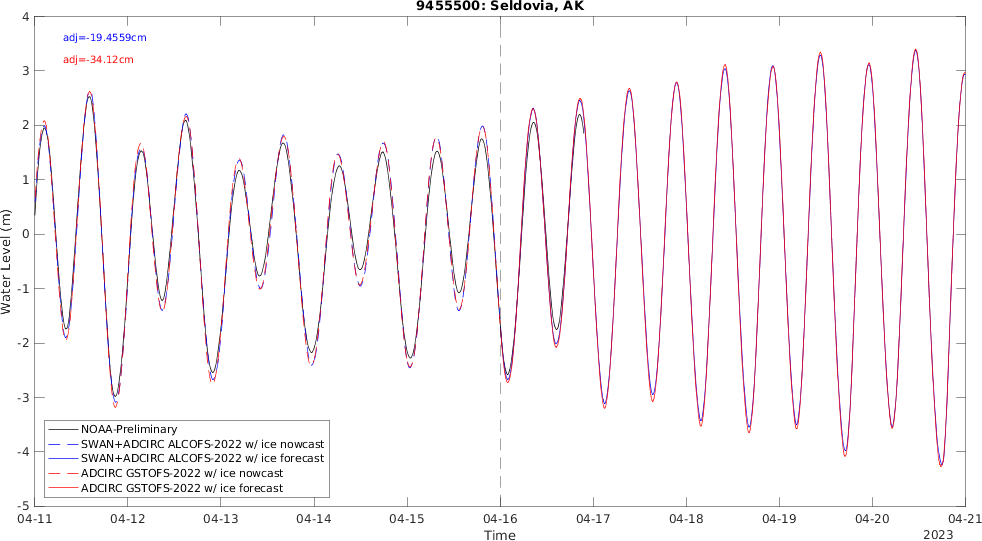 9455500: Seldovia, AK
adj=-19.4559cm
adj=-34.12cm
4
3
2
1
0
-1
-2
-3
-4
-5
Water Level (m)
NOAA-Preliminary
SWAN+ADCIRC ALCOFS-2022 w/ ice nowcast
SWAN+ADCIRC ALCOFS-2022 w/ ice forecast
ADCIRC GSTOFS-2022 w/ ice nowcast
ADCIRC GSTOFS-2022 w/ ice forecast
04-11 04-12 04-13 04-14 04-15 04-16 04-17 04-18 04-19 04-20 04-21
Time
2023